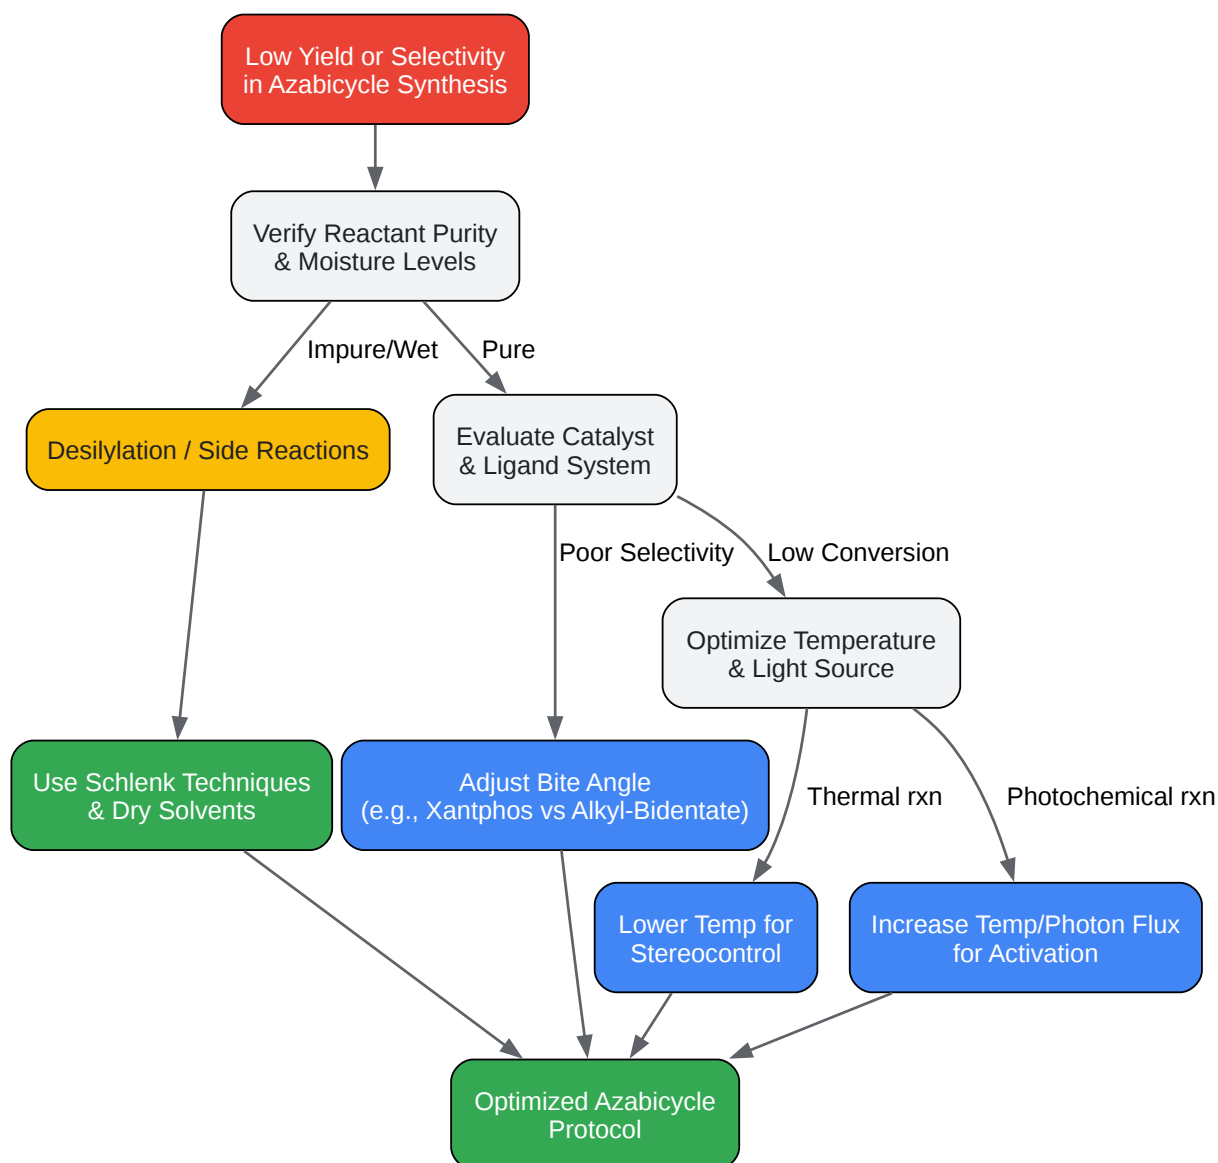 Low Yield or Selectivity
in Azabicycle Synthesis
Verify Reactant Purity
& Moisture Levels
Impure/Wet
Pure
Desilylation / Side Reactions
Evaluate Catalyst
& Ligand System
Poor Selectivity
Low Conversion
Optimize Temperature
& Light Source
Use Schlenk Techniques
& Dry Solvents
Adjust Bite Angle
(e.g., Xantphos vs Alkyl-Bidentate)
Thermal rxn
Photochemical rxn
Lower Temp for
Stereocontrol
Increase Temp/Photon Flux
for Activation
Optimized Azabicycle
Protocol